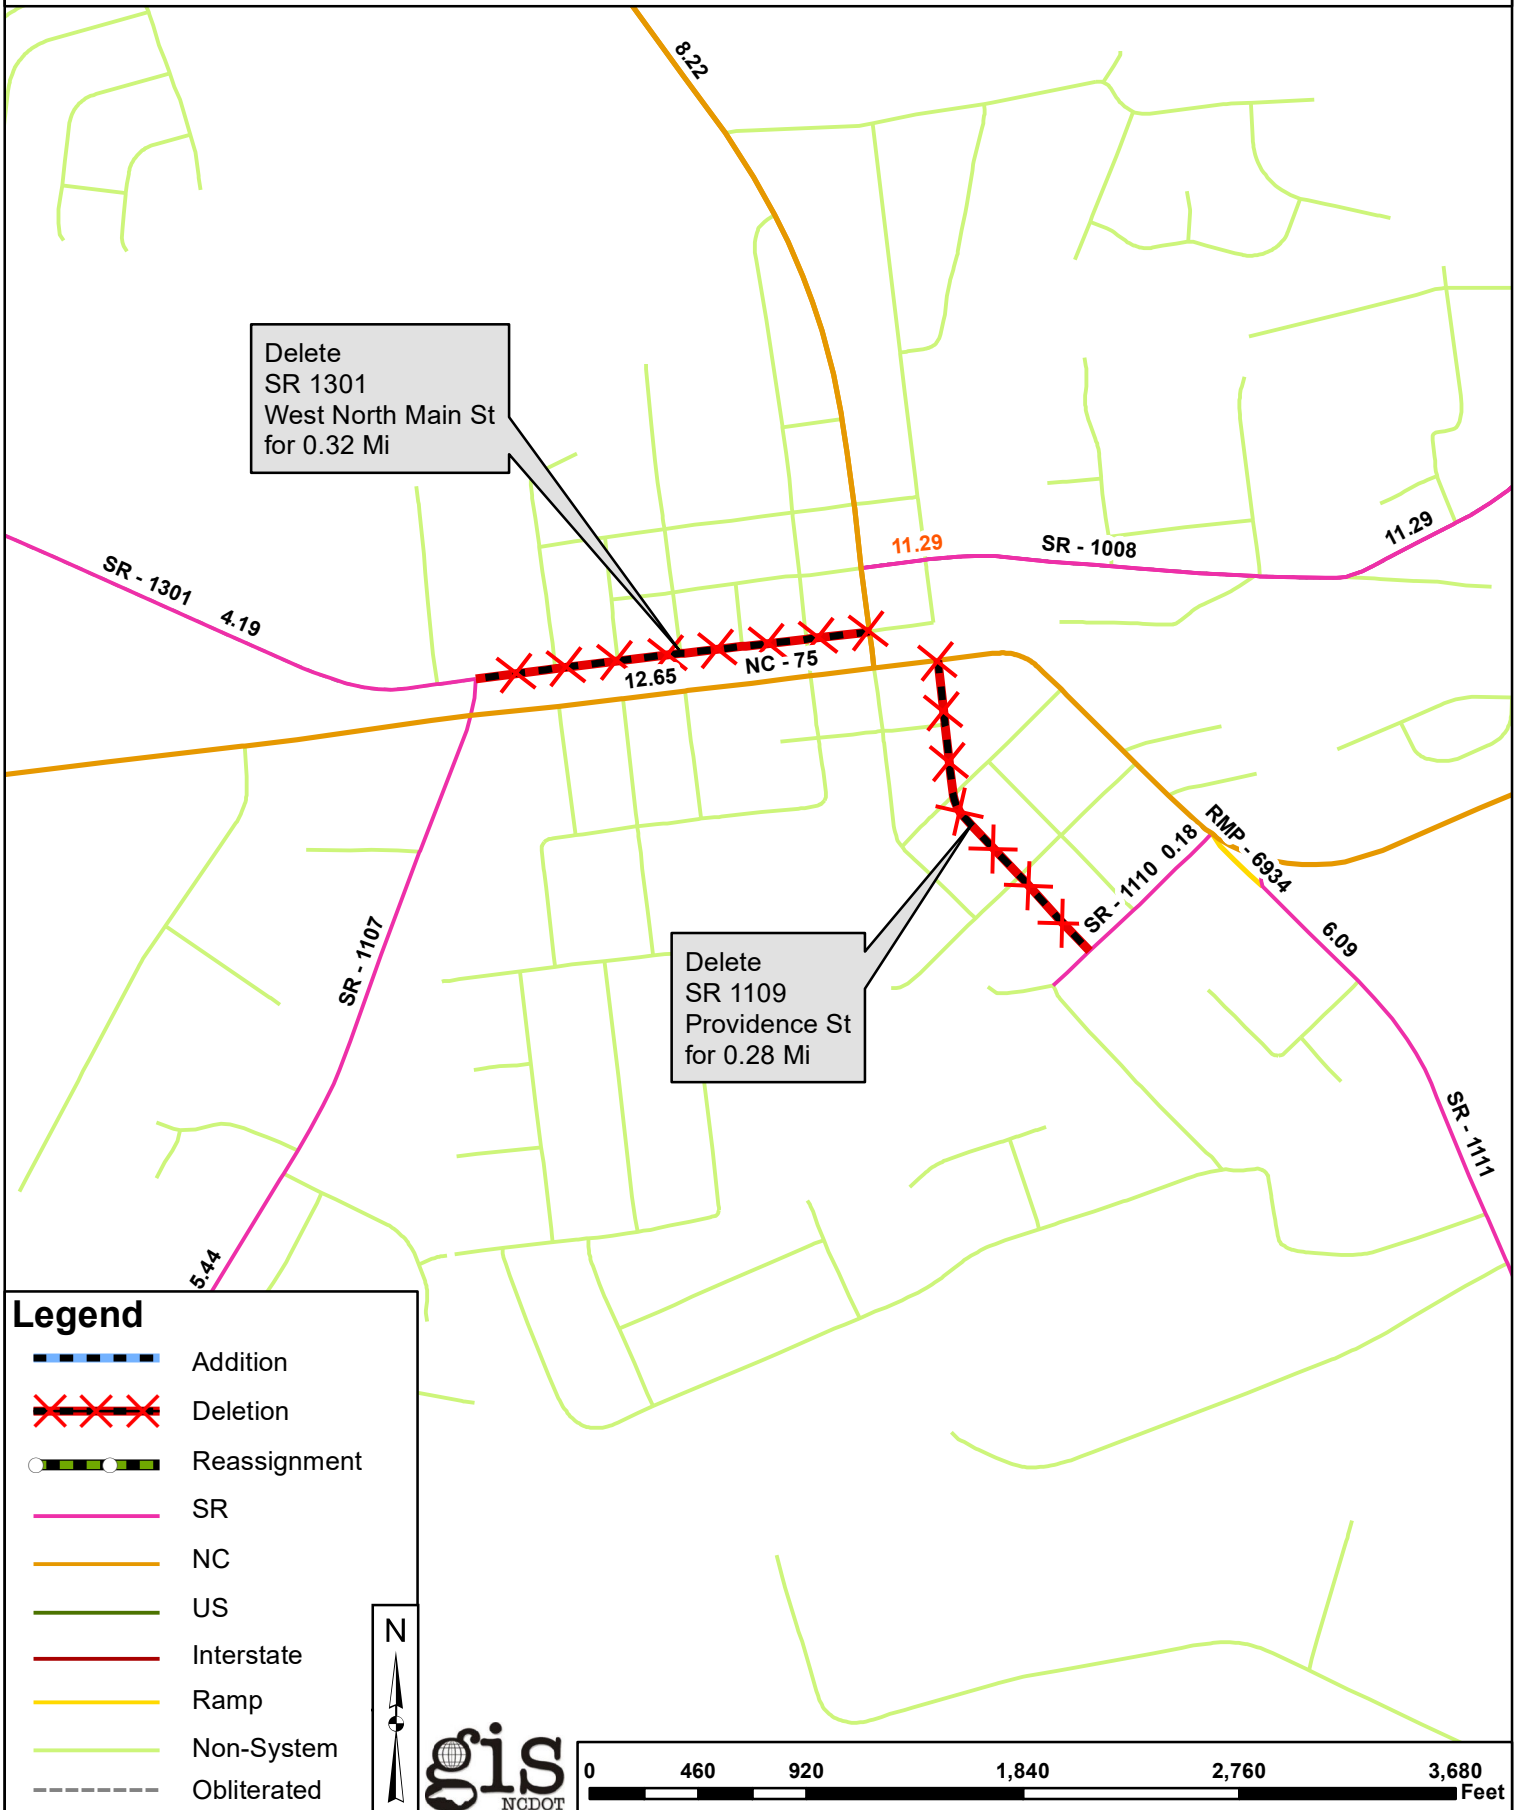 8.22
Delete
SR 1301
West North Main St
for 0.32 Mi
11.29
SR - 1008
11.29
SR - 1301
4.19
NC - 75
12.65
RMP - 6934
SR - 1110 0.18
6.09
SR - 1107
Delete
SR 1109
Providence St
for 0.28 Mi
SR - 1111
5.44
Legend
Addition
Deletion
Reassignment
SR
NC
US
Interstate
Ramp
Non-System
Obliterated
N
gis
NCDOT
0 460 920 1,840 2,760 3,680
Feet